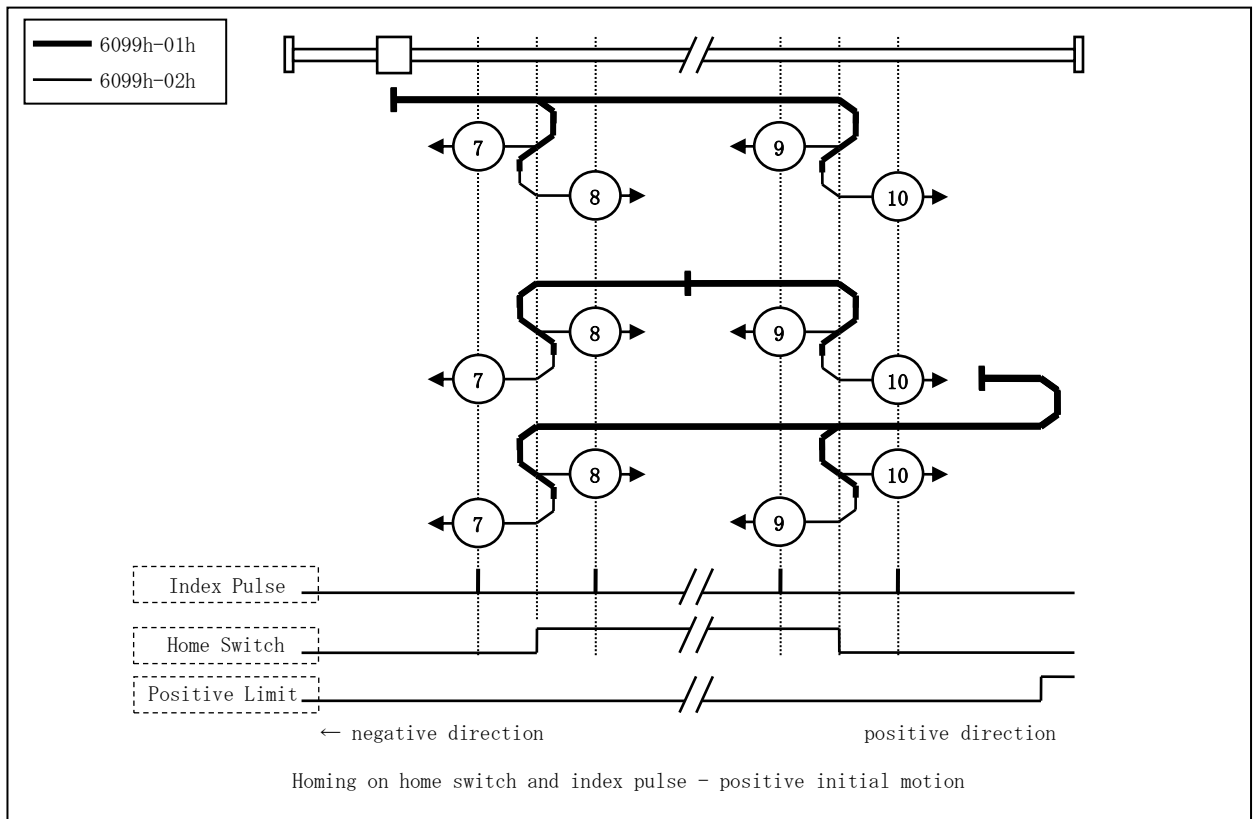 6099h-01h
6099h-02h
7
9
8
10
8
9
7
10
8
10
7
9
Index Pulse
Home Switch
Positive Limit
← negative direction
positive direction
Homing on home switch and index pulse - positive initial motion